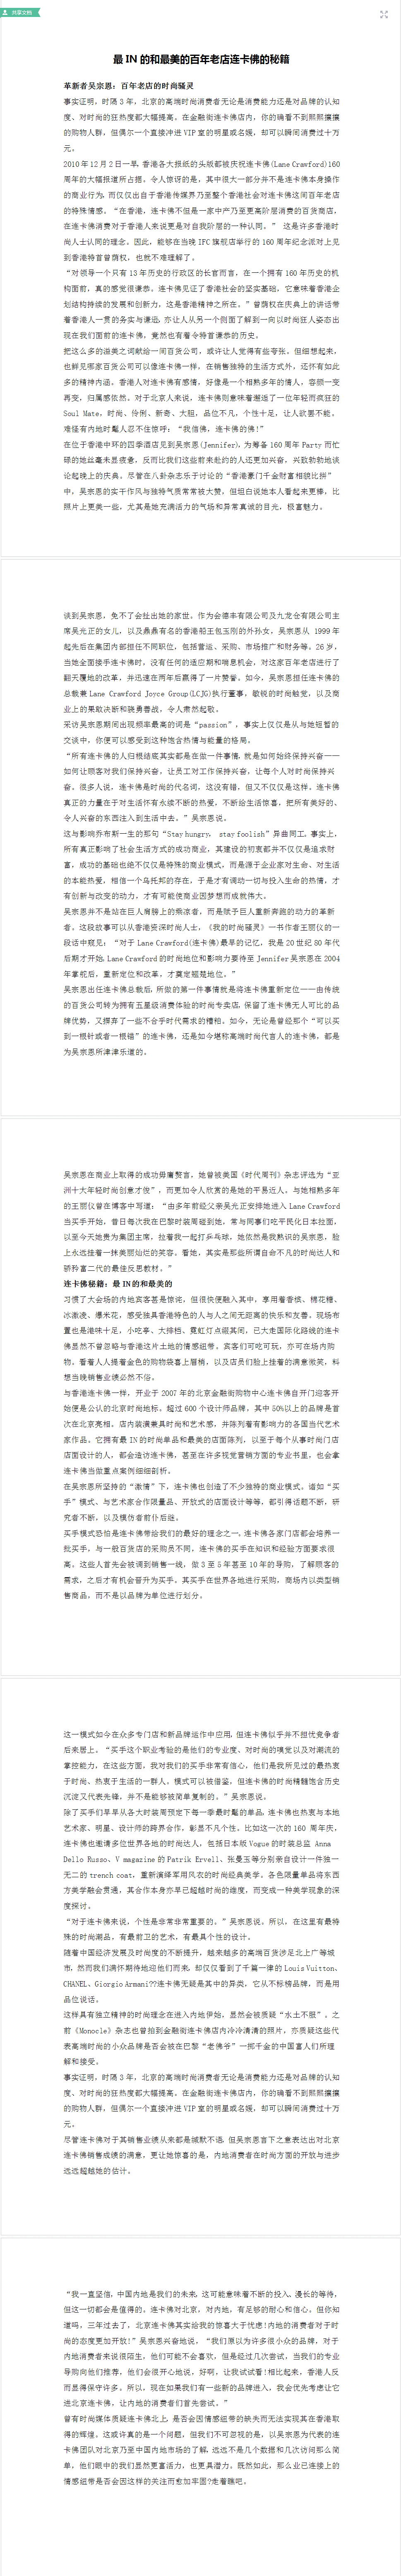 共享文档
最 IN 的和最美的百年老店连卡佛的秘籍
革新者吴宗恩：百年老店的时尚骚灵
事实证明，时隔 3 年，北京的高端时尚消费者无论是消费能力还是对品牌的认知
度、对时尚的狂热度都大幅提高。在金融街连卡佛店内，你的确看不到熙熙攘攘
的购物人群，但偶尔一个直接冲进 VIP 室的明星或名媛，却可以瞬间消费过十万
元。
2010 年 12 月 2 日一早，香港各大报纸的头版都被庆祝连卡佛(Lane Crawford)160
周年的大幅报道所占据。令人惊讶的是，其中很大一部分并不是连卡佛本身操作
的商业行为，而仅仅出自于香港传媒界乃至整个香港社会对连卡佛这间百年老店
的特殊情感。“在香港，连卡佛不但是一家中产乃至更高阶层消费的百货商店，
在连卡佛消费对于香港人来说更是对自我阶层的一种认同。” 这是许多香港时
尚人士认同的理念。因此，能够在当晚 IFC 旗舰店举行的 160 周年纪念派对上见
到香港特首曾荫权，也就不难理解了。
“对领导一个只有 13 年历史的行政区的长官而言，在一个拥有 160 年历史的机
构面前，真的感觉很谦恭。连卡佛见证了香港社会的坚实基础，它意味着香港企
划结构持续的发展和创新力，这是香港精神之所在。”曾荫权在庆典上的讲话带
着香港人一贯的务实与谦逊，亦让人从另一个侧面了解到一向以时尚狂人姿态出
现在我们面前的连卡佛，竟然也有着令特首谦恭的历史。
把这么多的溢美之词献给一间百货公司，或许让人觉得有些夸张。但细想起来，
也鲜见哪家百货公司可以像连卡佛一样，在销售独特的生活方式外，还怀有如此
多的精神内涵。香港人对连卡佛有感情，好像是一个相熟多年的情人，容颜一变
再变，归属感依然。对于北京人来说，连卡佛则意味着邂逅了一位年轻而疯狂的
Soul Mate，时尚、伶俐、新奇、大胆，品位不凡，个性十足，让人欲罢不能。
难怪有内地时髦人忍不住惊呼：“我信佛，连卡佛的佛!”
在位于香港中环的四季酒店见到吴宗恩(Jennifer)，为筹备 160 周年 Party 而忙
碌的她丝毫未显疲惫，反而比我们这些前来赴约的人还更加兴奋，兴致勃勃地谈
论起晚上的庆典。尽管在八卦杂志乐于讨论的“香港豪门千金财富相貌比拼”
中，吴宗恩的实干作风与独特气质常常被大赞，但坦白说她本人看起来更棒，比
照片上更美一些，尤其是她充满活力的气场和异常真诚的目光，极富魅力。
谈到吴宗恩，免不了会扯出她的家世。作为会德丰有限公司及九龙仓有限公司主
席吴光正的女儿，以及鼎鼎有名的香港船王包玉刚的外孙女，吴宗恩从 1999 年
起先后在集团内部担任不同职位，包括营运、采购、市场推广和财务等。26 岁，
当她全面接手连卡佛时，没有任何的适应期和喘息机会，对这家百年老店进行了
翻天覆地的改革，并迅速在两年后赢得了一片赞誉。如今，吴宗恩担任连卡佛的
总裁兼 Lane Crawford Joyce Group(LCJG)执行董事，敏锐的时尚触觉，以及商
业上的果敢决断和骁勇善战，令人肃然起敬。
采访吴宗恩期间出现频率最高的词是“passion”，事实上仅仅是从与她短暂的
交谈中，你便可以感受到这种饱含热情与能量的格局。
“所有连卡佛的人归根结底其实都是在做一件事情，就是如何始终保持兴奋——
如何让顾客对我们保持兴奋，让员工对工作保持兴奋，让每个人对时尚保持兴
奋。很多人说，连卡佛是时尚的代名词，这没有错，但又不仅仅是这样。连卡佛
真正的力量在于对生活怀有永续不断的热爱，不断给生活惊喜，把所有美好的、
令人兴奋的东西注入到生活中去。”吴宗恩说。
这与影响乔布斯一生的那句“Stay hungry， stay foolish”异曲同工，事实上，
所有真正影响了社会生活方式的成功商业，其建设的初衷都并不仅仅是追求财
富，成功的基础也绝不仅仅是特殊的商业模式，而是源于企业家对生命、对生活
的本能热爱，相信一个乌托邦的存在，于是才有调动一切与投入生命的热情，才
有创新与改变的动力，才有可能使商业因梦想而成就伟大。
吴宗恩并不是站在巨人肩膀上的乘凉者，而是赋予巨人重新奔跑的动力的革新
者。这段故事可以从香港资深时尚人士，《我的时尚骚灵》一书作者王丽仪的一
段话中窥见：“对于 Lane Crawford(连卡佛)最早的记忆，我是 20 世纪 80 年代
后期才开始，Lane Crawford 的时尚地位和影响力要待至 Jennifer 吴宗恩在 2004
年掌舵后，重新定位和改革，才奠定翘楚地位。”
吴宗恩出任连卡佛总裁后，所做的第一件事情就是将连卡佛重新定位——由传统
的百货公司转为拥有五星级消费体验的时尚专卖店，保留了连卡佛无人可比的品
牌优势，又摒弃了一些不合乎时代需求的糟粕。如今，无论是曾经那个“可以买
到一根针或者一根锚”的连卡佛，还是如今堪称高端时尚代言人的连卡佛，都是
为吴宗恩所津津乐道的。
吴宗恩在商业上取得的成功毋庸赘言，她曾被美国《时代周刊》杂志评选为“亚
洲十大年轻时尚创意才俊”，而更加令人欣赏的是她的平易近人。与她相熟多年
的王丽仪曾在博客中写道：“由多年前经父亲吴光正安排她进入 Lane Crawford
当买手开始，昔日每次我在巴黎时装周碰到她，常与同事们吃平民化日本拉面，
以至今天她贵为集团主席，拉着我一起打乒乓球，她依然是我熟识的吴宗恩，脸
上永远挂着一抹美丽灿烂的笑容。看她，其实是那些所谓自命不凡的时尚达人和
骄矜富二代的最佳反思教材。”
连卡佛秘籍：最 IN 的和最美的
习惯了大会场的内地宾客甚是惊诧，但很快便融入其中，享用着香槟、棉花糖、
冰激凌、爆米花，感受独具香港特色的人与人之间无距离的快乐和友善。现场布
置也是港味十足，小吃亭、大排档、霓虹灯点缀其间，已大走国际化路线的连卡
佛显然不曾忽略与香港这片土地的情感纽带。宾客们可吃可玩，亦可在场内购
物。看着人人提着金色的购物袋喜上眉梢，以及店员们脸上挂着的满意微笑，料
想当晚销售业绩必然不俗。
与香港连卡佛一样，开业于 2007 年的北京金融街购物中心连卡佛自开门迎客开
始便是公认的北京时尚地标。超过 600 个设计师品牌，其中 50%以上的品牌是首
次在北京亮相。店内装潢兼具时尚和艺术感，并陈列着有影响力的各国当代艺术
家作品。它拥有最 IN 的时尚单品和最美的店面陈列，以至于每个从事时尚门店
店面设计的人，都会造访连卡佛，甚至在许多视觉营销方面的专业书里，也会拿
连卡佛当做重点案例细细剖析。
在吴宗恩所坚持的“激情”下，连卡佛也创造了不少独特的商业模式，诸如“买
手”模式、与艺术家合作限量品、开放式的店面设计等等，都引得话题不断，研
究者不断，以及模仿者前仆后继。
买手模式恐怕是连卡佛带给我们的最好的理念之一。连卡佛各家门店都会培养一
批买手，与一般百货店的采购员不同，连卡佛的买手在知识和经验方面要求很
高。这些人首先会被调到销售一线，做 3 至 5 年甚至 10 年的导购，了解顾客的
需求，之后才有机会晋升为买手。其买手在世界各地进行采购，商场内以类型销
售商品，而不是以品牌为单位进行划分。
这一模式如今在众多专门店和新品牌运作中应用，但连卡佛似乎并不担忧竞争者
后来居上。“买手这个职业考验的是他们的专业度、对时尚的嗅觉以及对潮流的
掌控能力。在这些方面，我对我们的买手非常有信心，他们是我所见过的最热衷
于时尚、热衷于生活的一群人。模式可以被借鉴，但连卡佛的时尚精髓饱含历史
沉淀又代表先锋，并不是能够被简单复制的。”吴宗恩说。
除了买手们早早从各大时装周预定下每一季最时髦的单品，连卡佛也热衷与本地
艺术家、明星、设计师的跨界合作，彰显不凡个性。比如这一次的 160 周年庆，
连卡佛也邀请多位世界各地的时尚达人，包括日本版 Vogue 的时装总监 Anna
Dello Russo、V magazine 的 Patrik Ervell、张曼玉等分别亲自设计一件独一
无二的 trench coat，重新演绎军用风衣的时尚经典美学。各色限量单品将东西
方美学融会贯通，其合作本身亦早已超越时尚的维度，而变成一种美学现象的深
度探讨。
“对于连卡佛来说，个性是非常非常重要的。”吴宗恩说。所以，在这里有最特
殊的时尚潮品、有最前卫的艺术，有最具个性的设计。
随着中国经济发展及时尚度的不断提升，越来越多的高端百货涉足北上广等城
市，然而我们满怀期待地迎他们而来，却仅仅看到了千篇一律的 Louis Vuitton、
CHANEL、Giorgio Armani??连卡佛无疑是其中的异类，它从不标榜品牌，而是用
品位说话。
这样具有独立精神的时尚理念在进入内地伊始，显然会被质疑“水土不服”。之
前《Monocle》杂志也曾拍到金融街连卡佛店内冷冷清清的照片，亦质疑这些代
表高端时尚的小众品牌是否会被在巴黎“老佛爷”一掷千金的中国富人们所理
解和接受。
事实证明，时隔 3 年，北京的高端时尚消费者无论是消费能力还是对品牌的认知
度、对时尚的狂热度都大幅提高。在金融街连卡佛店内，你的确看不到熙熙攘攘
的购物人群，但偶尔一个直接冲进 VIP 室的明星或名媛，却可以瞬间消费过十万
元。
尽管连卡佛对于其销售业绩从来都是缄默不语，但吴宗恩言下之意表达出对北京
连卡佛销售成绩的满意，更让她惊喜的是，内地消费者在时尚方面的开放与进步
远远超越她的估计。
“我一直坚信，中国内地是我们的未来，这可能意味着不断的投入、漫长的等待，
但这一切都会是值得的。连卡佛对北京，对内地，有足够的耐心和信心。但你知
道吗，三年过去了，北京连卡佛其实给我的惊喜大于忧虑!内地的消费者对于时
尚的态度更加开放!”吴宗恩兴奋地说，“我们原以为许多很小众的品牌，对于
内地消费者来说很陌生，他们可能不会喜欢，但是经过几次尝试，当我们的专业
导购向他们推荐，他们会很开心地说，好啊，让我试试看!相比起来，香港人反
而显得保守许多。所以，现在如果我们有一些新的品牌进入，我会优先考虑让它
进北京连卡佛，让内地的消费者们首先尝试。”
曾有时尚媒体质疑连卡佛北上，是否会因情感纽带的缺失而无法实现其在香港取
得的辉煌。这或许真的是一个问题，但我们不可忽视的是，以吴宗恩为代表的连
卡佛团队对北京乃至中国内地市场的了解，远远不是几个数据和几次访问那么简
单，他们眼中的我们显然更富活力，也更具潜力。既然如此，那么业已连接上的
情感纽带是否会因这样的关注而愈加牢固?走着瞧吧。